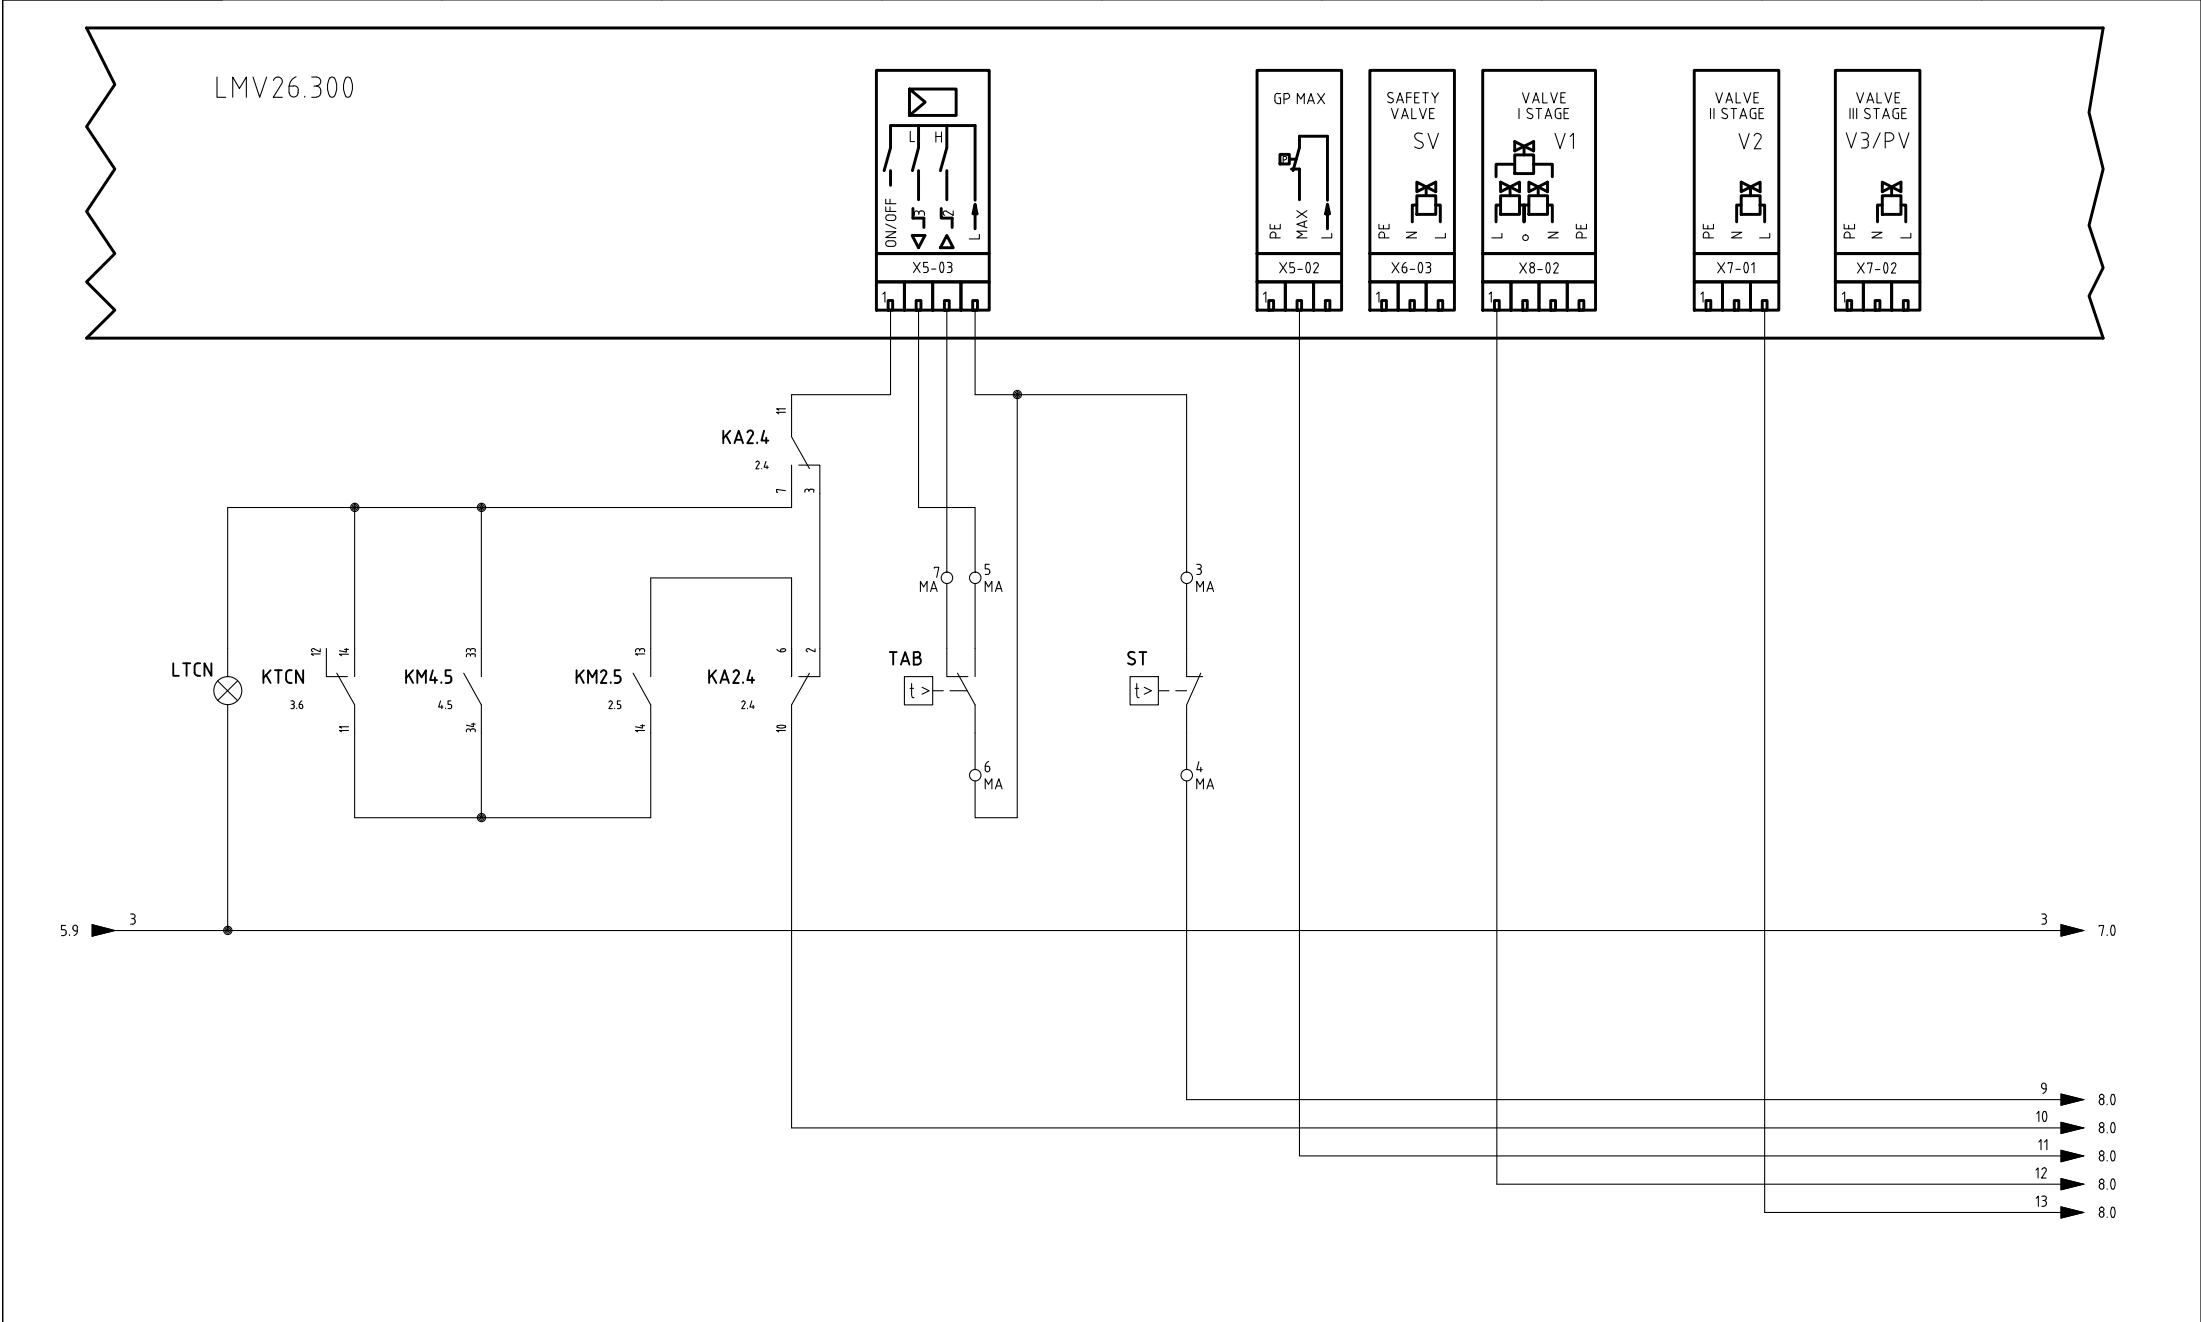 LMV26.300
L H
ON/OFF 3 2 L
X5-03
1
GP MAX
P
PE MAX L
X5-02
1
SAFETY
VALVE
SV
PE N L
X6-03
1
VALVE
I STAGE
V1
L N PE
X8-02
1
VALVE
II STAGE
V2
PE N L
X7-01
1
VALVE
III STAGE
V3/PV
PE N L
X7-02
1
11
KA2.4
2.4
7 3
7
MA
5
MA
3
MA
LTCN
12 14
KTCN
3.6
11
33
KM4.5
4.5
34
13
KM2.5
2.5
14
6 2
KA2.4
2.4
10
TAB
t >
6
MA
ST
t >
4
MA
5.9 3
3 7.0
9 8.0
10 8.0
11 8.0
12 8.0
13 8.0